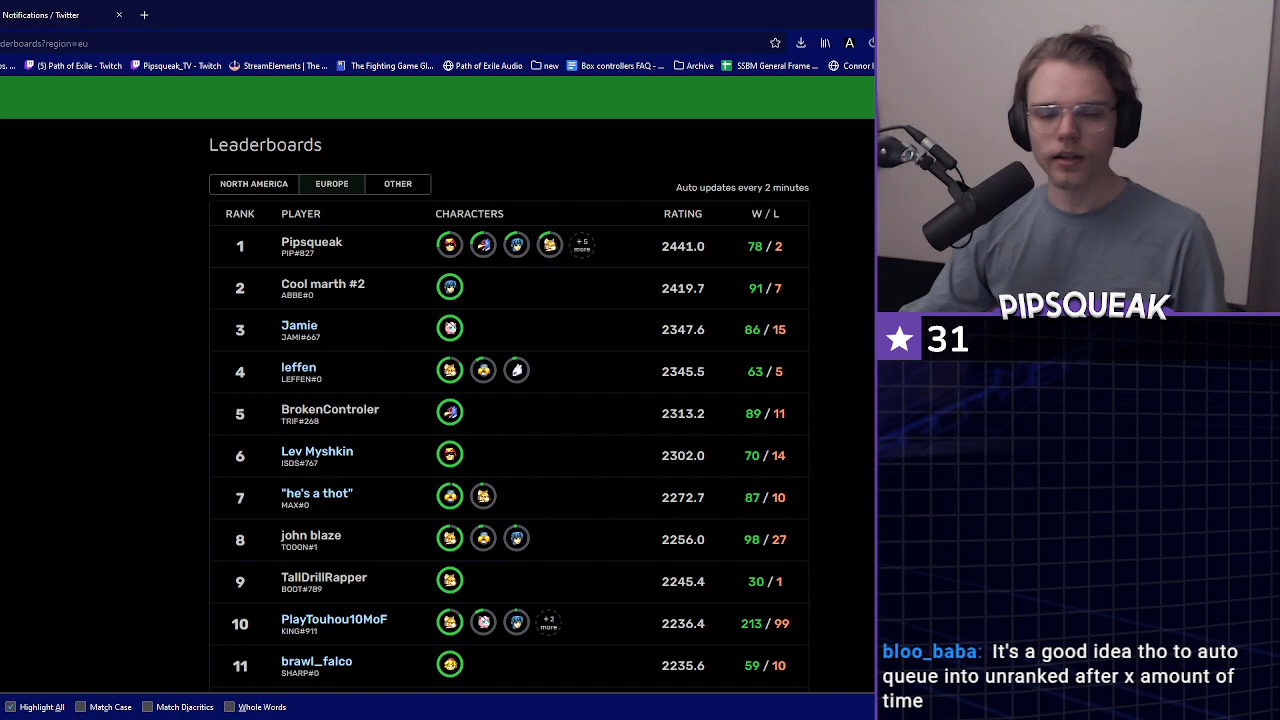 Notifications / Twitter
derboards?region=eu
(5) Path of Exile - Twitch
Pipsqueak_TV - Twitch
StreamElements | The ...
The Fighting Game Gl...
Path of Exile Audio
new
Box controllers FAQ - ...
Archive
SSBM General Frame ...
Connor H
Leaderboards
NORTH AMERICA EUROPE OTHER
Auto updates every 2 minutes
RANK PLAYER CHARACTERS RATING W / L
1 Pipsqueak + 5 more 2441.0 78 / 2
PIP#827
2 Cool marth #2 2419.7 91 / 7
ABBE#0
3 Jamie 2347.6 86 / 15
JAMI#667
4 leffen 2345.5 63 / 5
LEFFEN#0
5 BrokenControler 2313.2 89 / 11
TRIF#268
6 Lev Myshkin 2302.0 70 / 14
ISDS#767
7 "he's a thot" 2272.7 87 / 10
MAX#0
8 john blaze 2256.0 98 / 27
TOOON#1
9 TallDrillRapper 2245.4 30 / 1
BOOT#789
10 PlayTouhou10MoF + 2 more 2236.4 213 / 99
KING#911
11 brawl_falco 2235.6 59 / 10
SHARP#0
Highlight All Match Case Match Diacritics Whole Words
PIPSQUEAK
31
bloo_baba: It's a good idea tho to auto
queue into unranked after x amount of
time